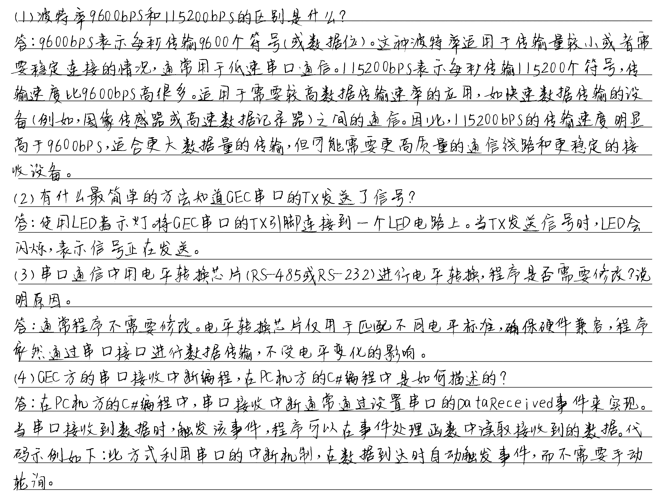 (1)波特率9600bps和115200bps的区别是什么?
答:9600bps表示每秒传输9600个符号(或数据位)。这种波特率适用于传输量较小或者需
要稳定连接的情况,通常用于低速串口通信。115200bps表示每秒传输115200个符号,传
输速度比9600bps高很多。适用于需要较高数据传输速率的应用,如快速数据传输的设
备(例如,图像传感器或高速数据记录器)之间的通信。因此,115200bps的传输速度明显
高于9600bps,适合更大数据量的传输,但可能需要更高质量的通信线路和更稳定的接
收设备。
(2)有什么最简单的方法知道GEC串口的TX发送了信号?
答:使用LED指示灯。将GEC串口的TX引脚连接到一个LED电路上。当TX发送信号时,LED会
闪烁,表示信号正在发送。
(3)串口通信中用电平转换芯片(RS-485或RS-232)进行电平转换,程序是否需要修改?说
明原因。
答:通常程序不需要修改。电平转换芯片仅用于匹配不同电平标准,确保硬件兼容,程序
依然通过串口接口进行数据传输,不受电平变化的影响。
(4)GEC方的串口接收中断编程,在PC机方的C#编程中是如何描述的?
答:在PC机方的C#编程中,串口接收中断通常通过设置串口的DataReceived事件来实现。
当串口接收到数据时,触发该事件,程序可以在事件处理函数中读取接收到的数据。代
码示例如下:此方式利用串口的中断机制,在数据到达时自动触发事件,而不需要手动
轮询。